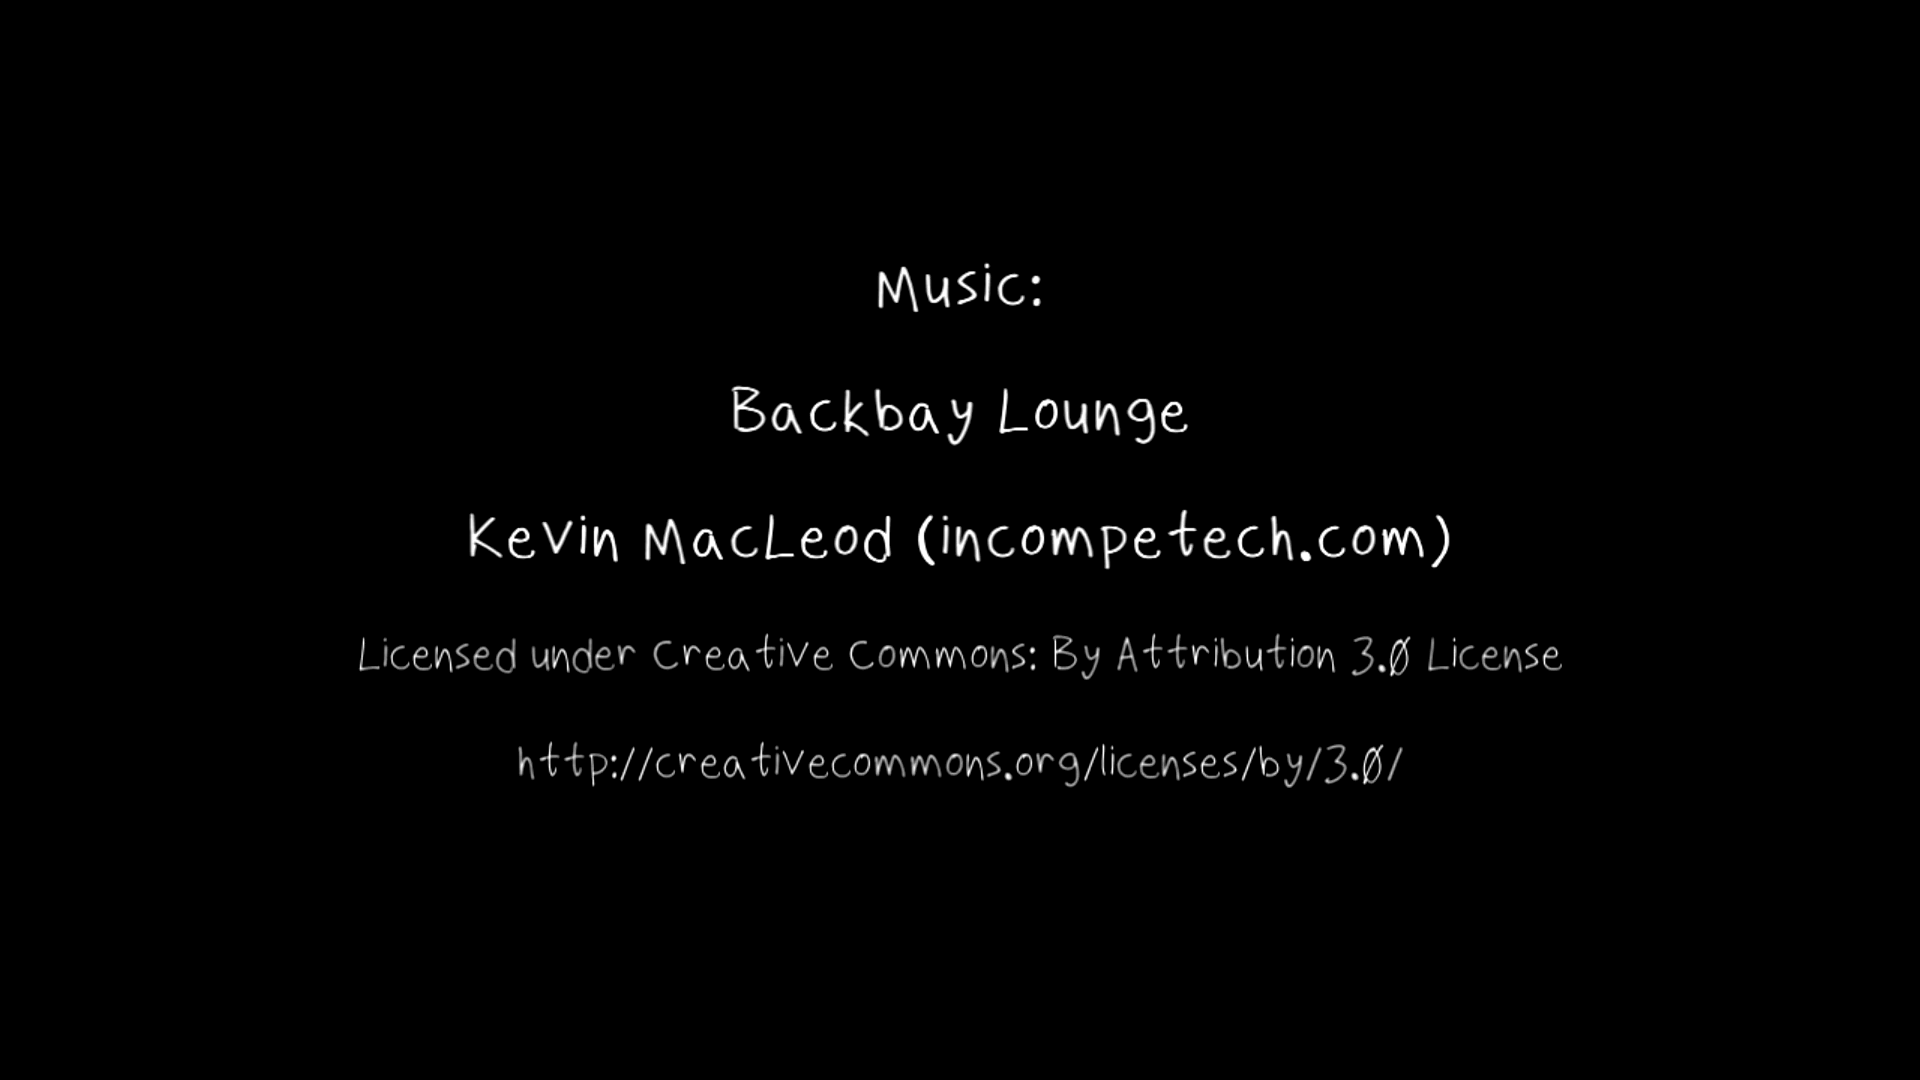 Music:
Backbay Lounge
Kevin MacLeod (incompetech.com)
Licensed under Creative Commons: By Attribution 3.0 License
http://creativecommons.org/licenses/by/3.0/